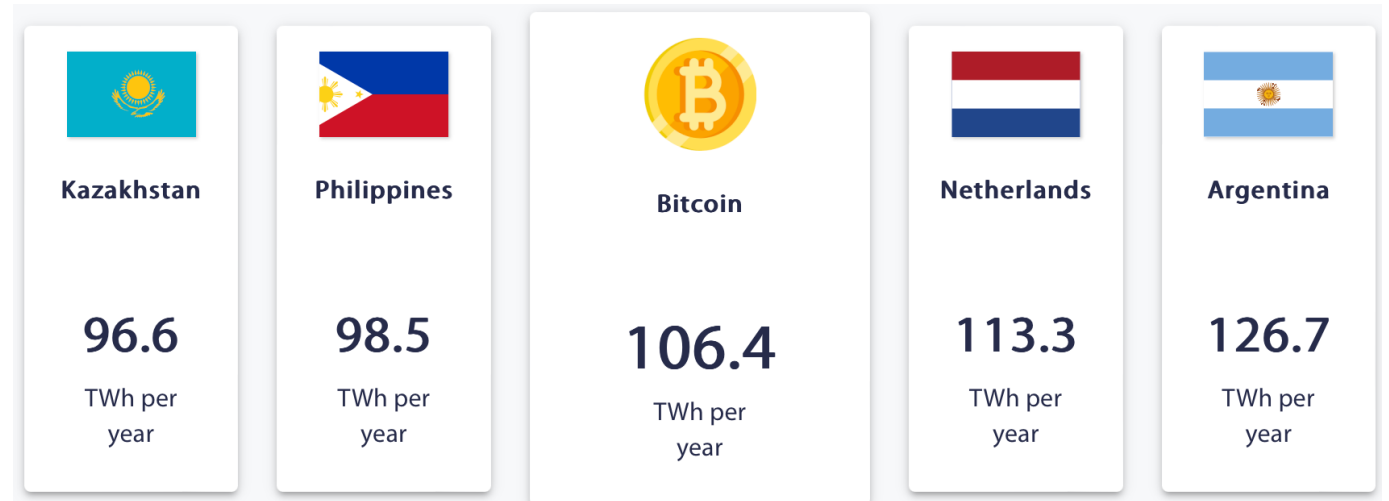 Kazakhstan
96.6
TWh per
year
Philippines
98.5
TWh per
year
Bitcoin
106.4
TWh per
year
Netherlands
113.3
TWh per
year
Argentina
126.7
TWh per
year